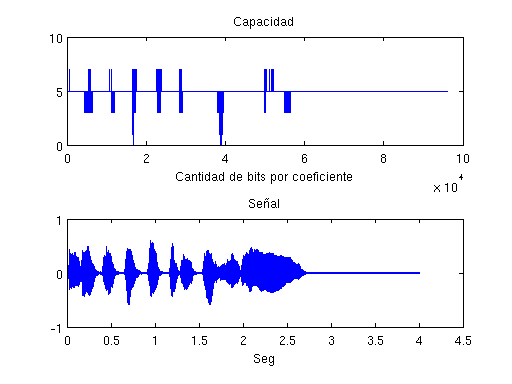 Capacidad
10
5
0
0 2 4 6 8 10
Cantidad de bits por coeficiente
x 10 4
Señal
1
0
-1
0 0.5 1 1.5 2 2.5 3 3.5 4 4.5
Seg